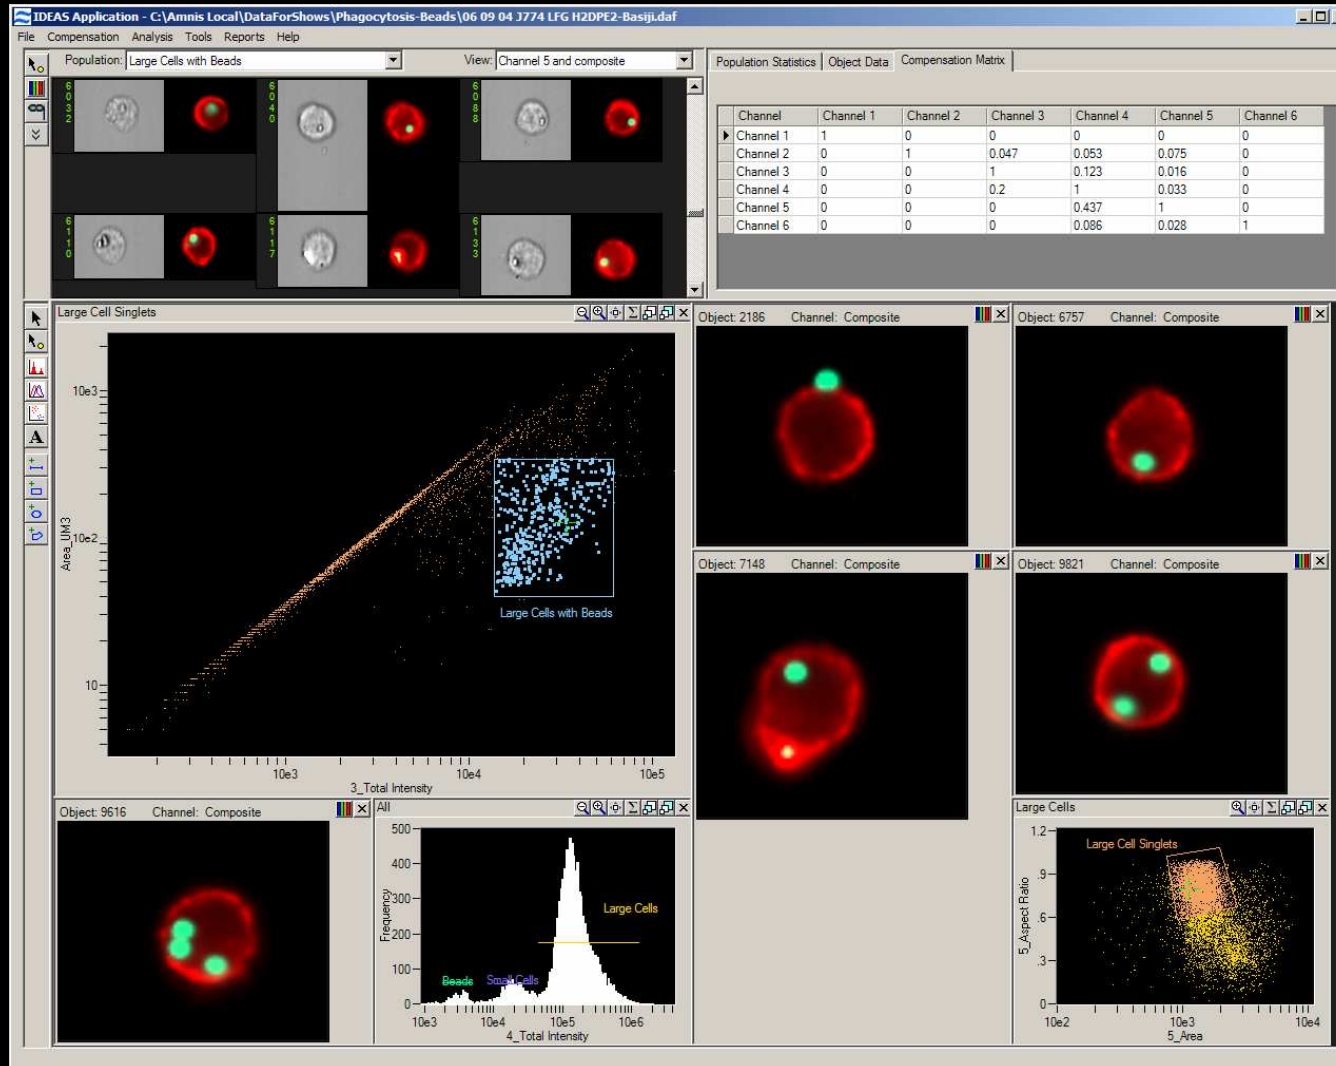 IDEAS Application - C:\Amnis Local\DataForShows\Phagocytosis-Beads\06 09 04 J774 LFG H2DPE2-Basiji.daf
File Compensation Analysis Tools Reports Help
Population: Large Cells with Beads View: Channel 5 and composite
6032 6040 6088
6110 6117 6133
Population Statistics Object Data Compensation Matrix
Channel Channel 1 Channel 2 Channel 3 Channel 4 Channel 5 Channel 6
Channel 1 1 0 0 0 0 0
Channel 2 0 1 0.047 0.053 0.075 0
Channel 3 0 0 1 0.123 0.016 0
Channel 4 0 0 0.2 1 0.033 0
Channel 5 0 0 0 0.437 1 0
Channel 6 0 0 0 0.086 0.028 1
Large Cell Singlets
A
10e3
10e2
10
Area_UM3
Large Cells with Beads
10e3 10e4 10e5
3_Total Intensity
Object: 2186 Channel: Composite
Object: 6757 Channel: Composite
Object: 7148 Channel: Composite
Object: 9821 Channel: Composite
Object: 9616 Channel: Composite
All
500
400
300
200
100
0
Frequency
Large Cells
Beads Small Cells
10e3 10e4 10e5 10e6
4_Total Intensity
Large Cells
1.2
.9
.6
.3
0
5_Aspect Ratio
Large Cell Singlets
10e2 10e3 10e4
5_Area